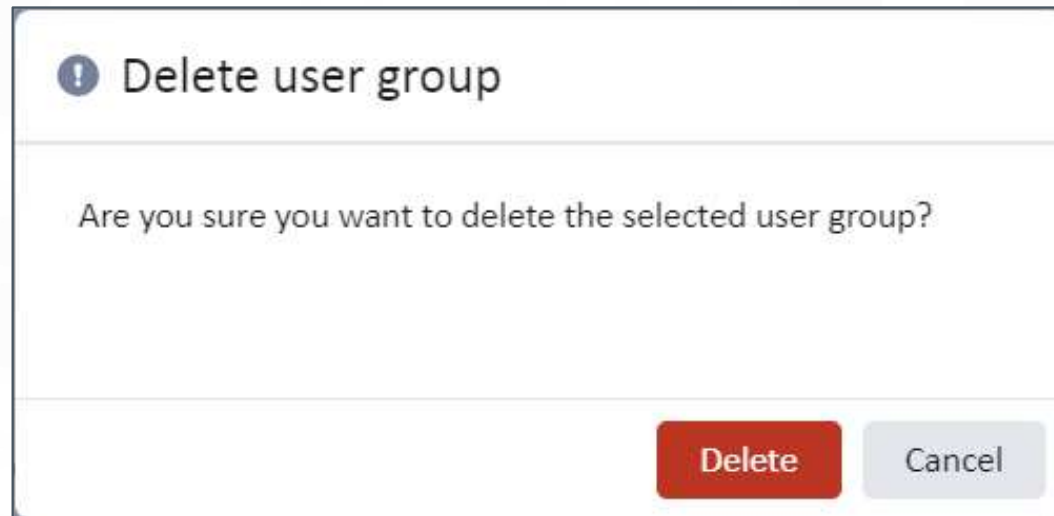 Delete user group
Are you sure you want to delete the selected user group?
Delete Cancel